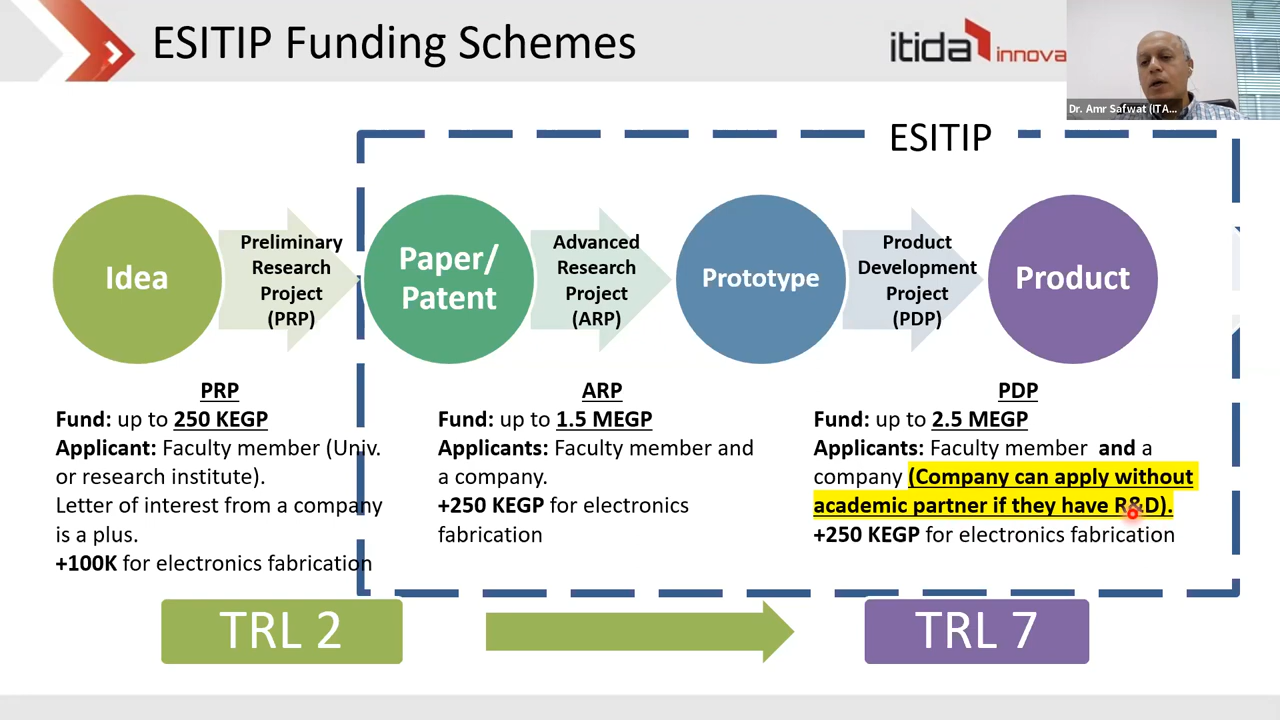 ESITIP Funding Schemes
itida innova
Dr. Amr Safwat (ITA...
ESITIP
Idea
Preliminary
Research
Project
(PRP)
Paper/
Patent
Advanced
Research
Project
(ARP)
Prototype
Product
Development
Project
(PDP)
Product
PRP
Fund: up to 250 KEGP
Applicant: Faculty member (Univ.
or research institute).
Letter of interest from a company
is a plus.
+100K for electronics fabrication
ARP
Fund: up to 1.5 MEGP
Applicants: Faculty member and
a company.
+250 KEGP for electronics
fabrication
PDP
Fund: up to 2.5 MEGP
Applicants: Faculty member and a
company (Company can apply without
academic partner if they have R&D).
+250 KEGP for electronics fabrication
TRL 2
TRL 7